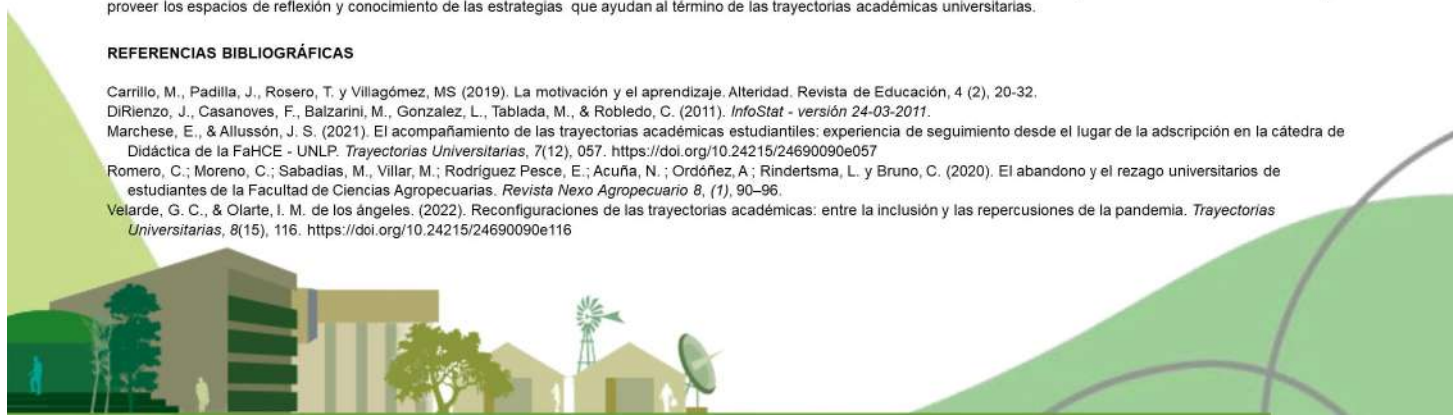 proveer los espacios de reflexión y conocimiento de las estrategias que ayudan al término de las trayectorias académicas universitarias.
REFERENCIAS BIBLIOGRÁFICAS
Carrillo, M., Padilla, J., Rosero, T. y Villagómez, MS (2019). La motivación y el aprendizaje. Alteridad. Revista de Educación, 4 (2), 20-32.
DiRienzo, J., Casanoves, F., Balzarini, M., Gonzalez, L., Tablada, M., & Robledo, C. (2011). InfoStat - versión 24-03-2011.
Marchese, E., & Allussón, J. S. (2021). El acompañamiento de las trayectorias académicas estudiantiles: experiencia de seguimiento desde el lugar de la adscripción en la cátedra de
Didáctica de la FaHCE - UNLP. Trayectorias Universitarias, 7(12), 057. https://doi.org/10.24215/24690090e057
Romero, C.; Moreno, C.; Sabadías, M., Villar, M.; Rodríguez Pesce, E.; Acuña, N. ; Ordóñez, A ; Rindertsma, L. y Bruno, C. (2020). El abandono y el rezago universitarios de
estudiantes de la Facultad de Ciencias Agropecuarias. Revista Nexo Agropecuario 8, (1), 90–96.
Velarde, G. C., & Olarte, I. M. de los ángeles. (2022). Reconfiguraciones de las trayectorias académicas: entre la inclusión y las repercusiones de la pandemia. Trayectorias
Universitarias, 8(15), 116. https://doi.org/10.24215/24690090e116